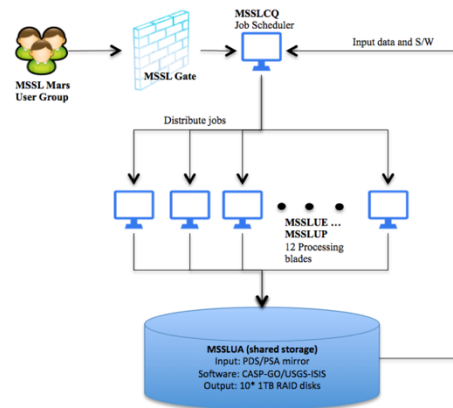 MSSLCQ
Job Scheduler
Input data and S/W
MSSL Gate
MSSL Mars
User Group
Distribute jobs
MSSLUE ...
MSSLUP
12 Processing
blades
MSSLUA (shared storage)
Input: PDS/PSA mirror
Software: CASP-GO/USGS-ISIS
Output: 10* 1TB RAID disks